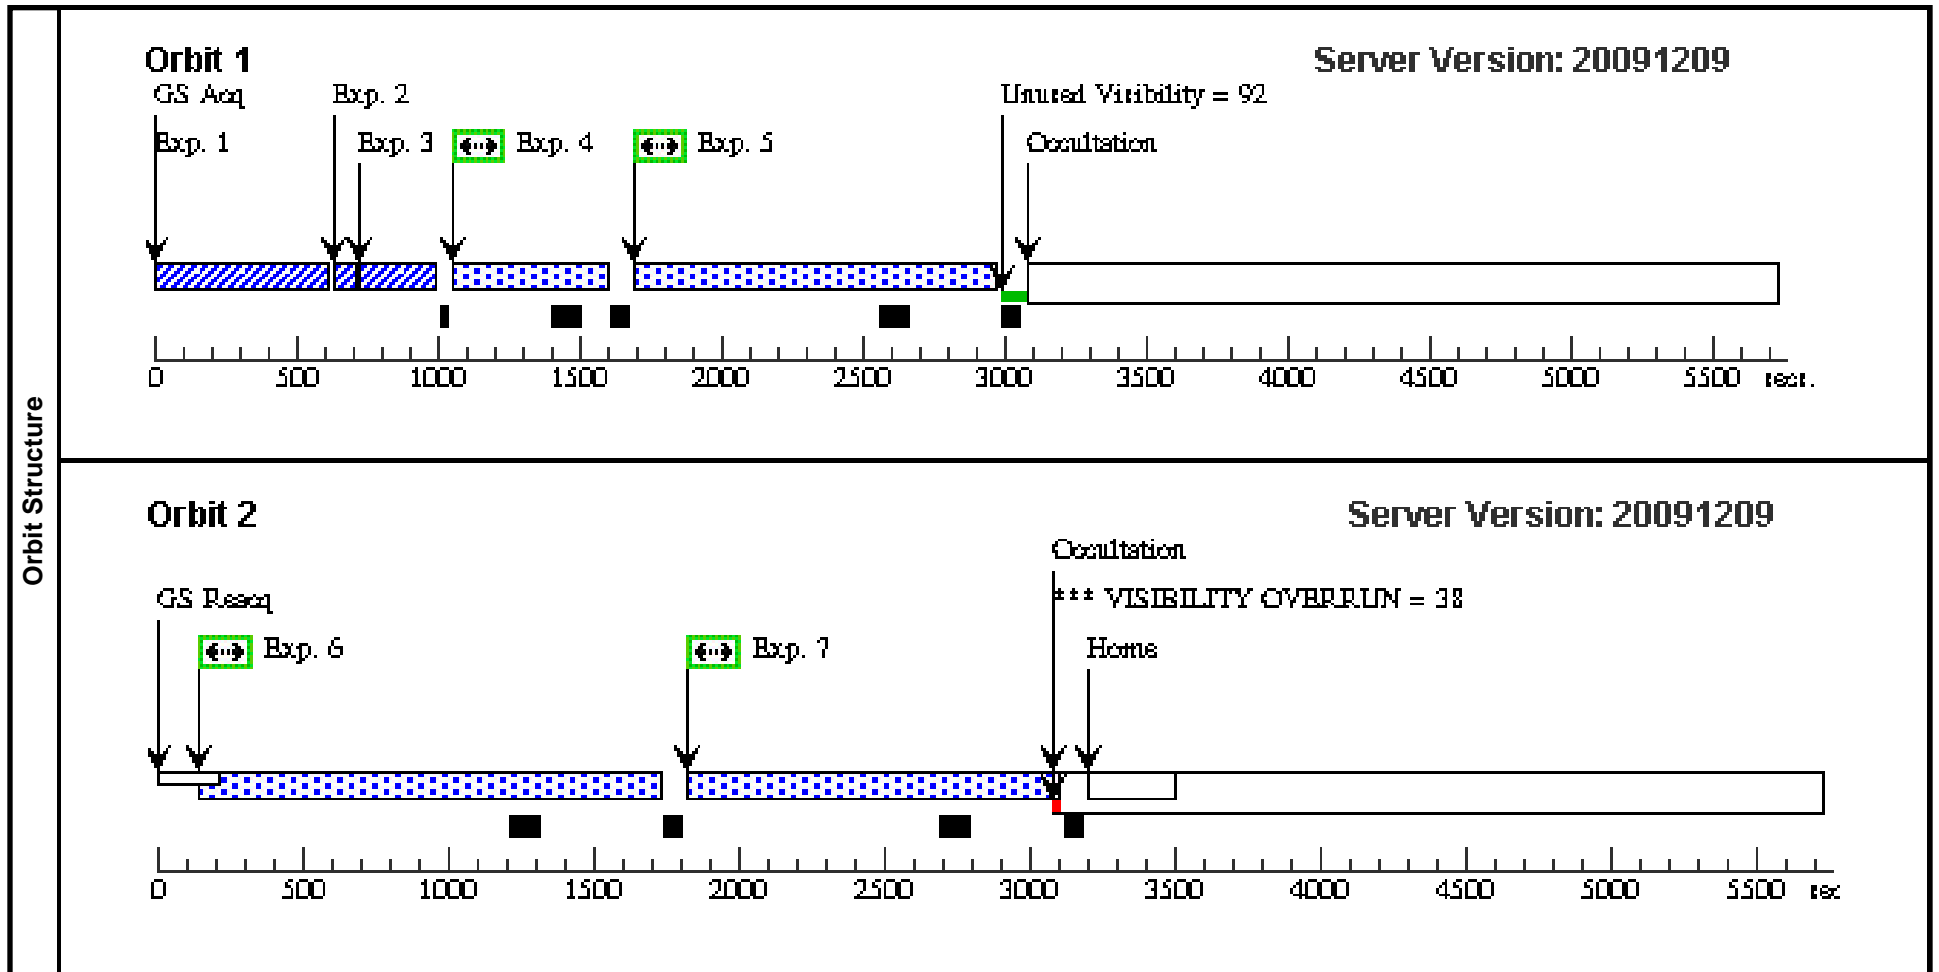 Orbit Structure
Orbit 1
Server Version: 20091209
GS Acq
Exp. 2
Unused Visibility = 92
Exp. 1
Exp. 3
Exp. 4
Exp. 5
Occultation
0 500 1000 1500 2000 2500 3000 3500 4000 4500 5000 5500 secs.
Orbit 2
Server Version: 20091209
Occultation
GS Reacq
*** VISIBILITY OVERRUN = 38
Exp. 6
Exp. 7
Home
0 500 1000 1500 2000 2500 3000 3500 4000 4500 5000 5500 sec